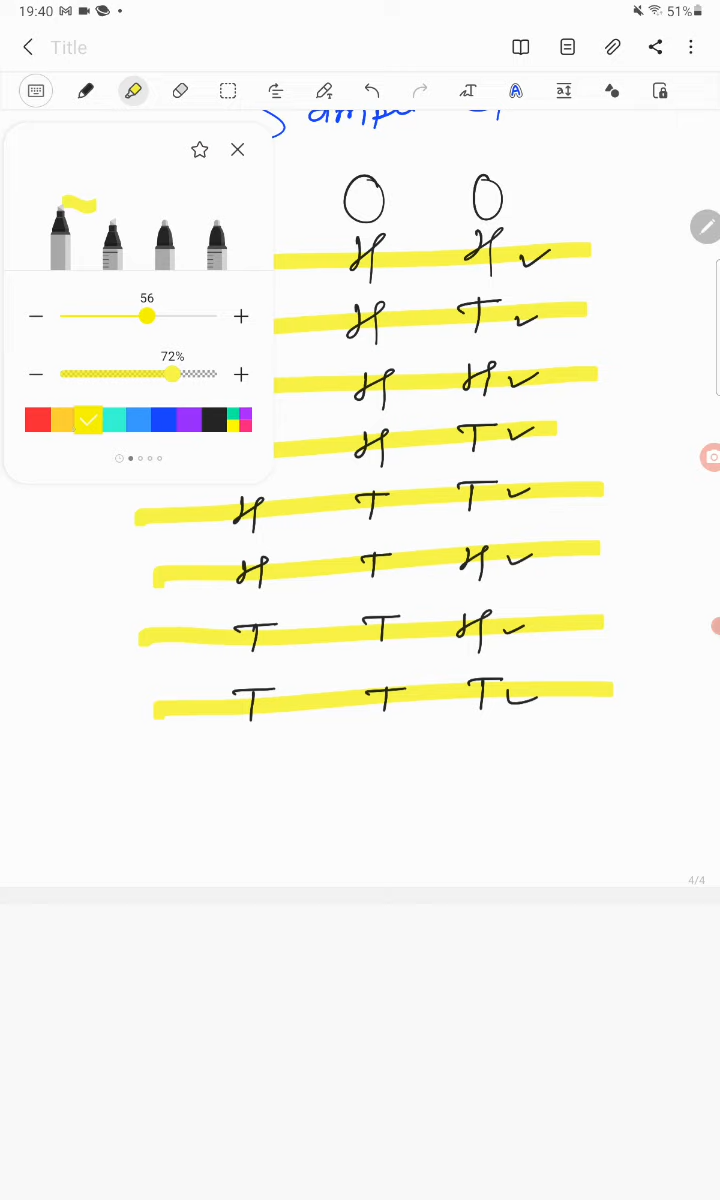 19:40 51%
Title
56
72%
H H
H T
H H
H T
H T T
H T H
T T H
T T T
4/4